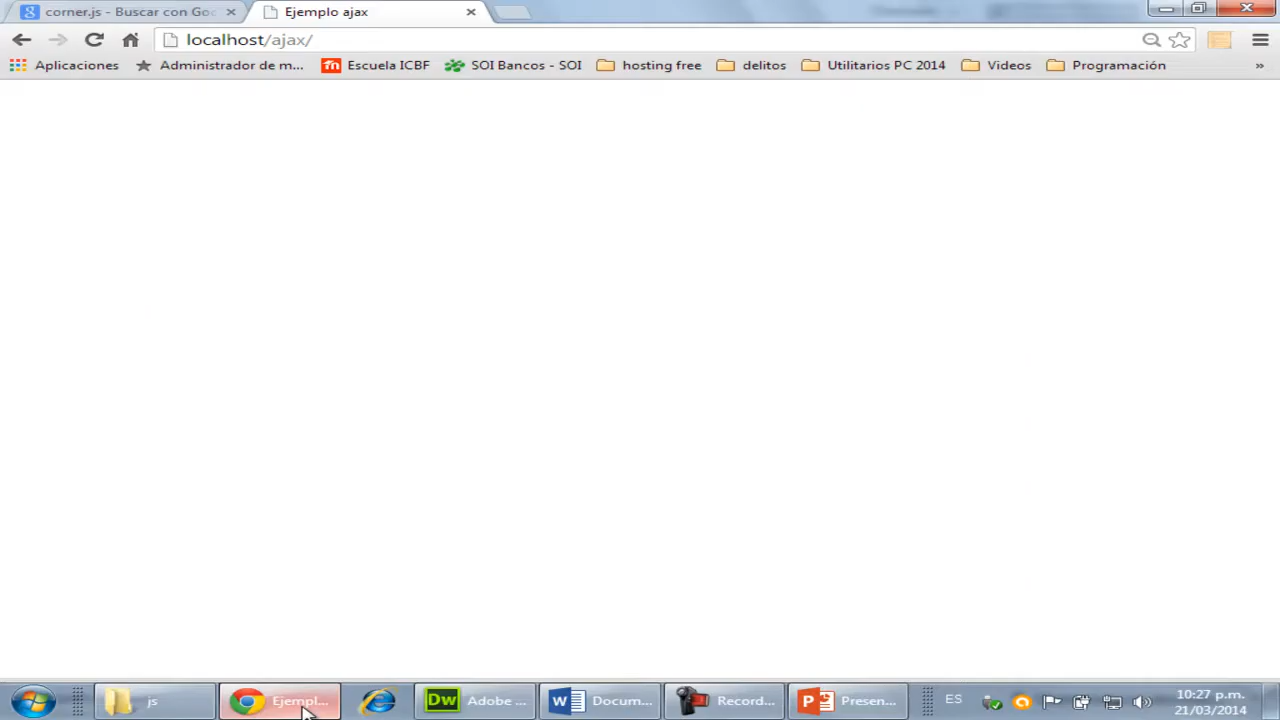 corner.js - Buscar con Goo
Ejemplo ajax
localhost/ajax/
Aplicaciones
Administrador de m...
Escuela ICBF
SOI Bancos - SOI
hosting free
delitos
Utilitarios PC 2014
Videos
Programación
»
js
Ejempl...
Dw
Adobe ...
W
Docum...
Record...
P
Presen...
ES
10:27 p.m.
21/03/2014